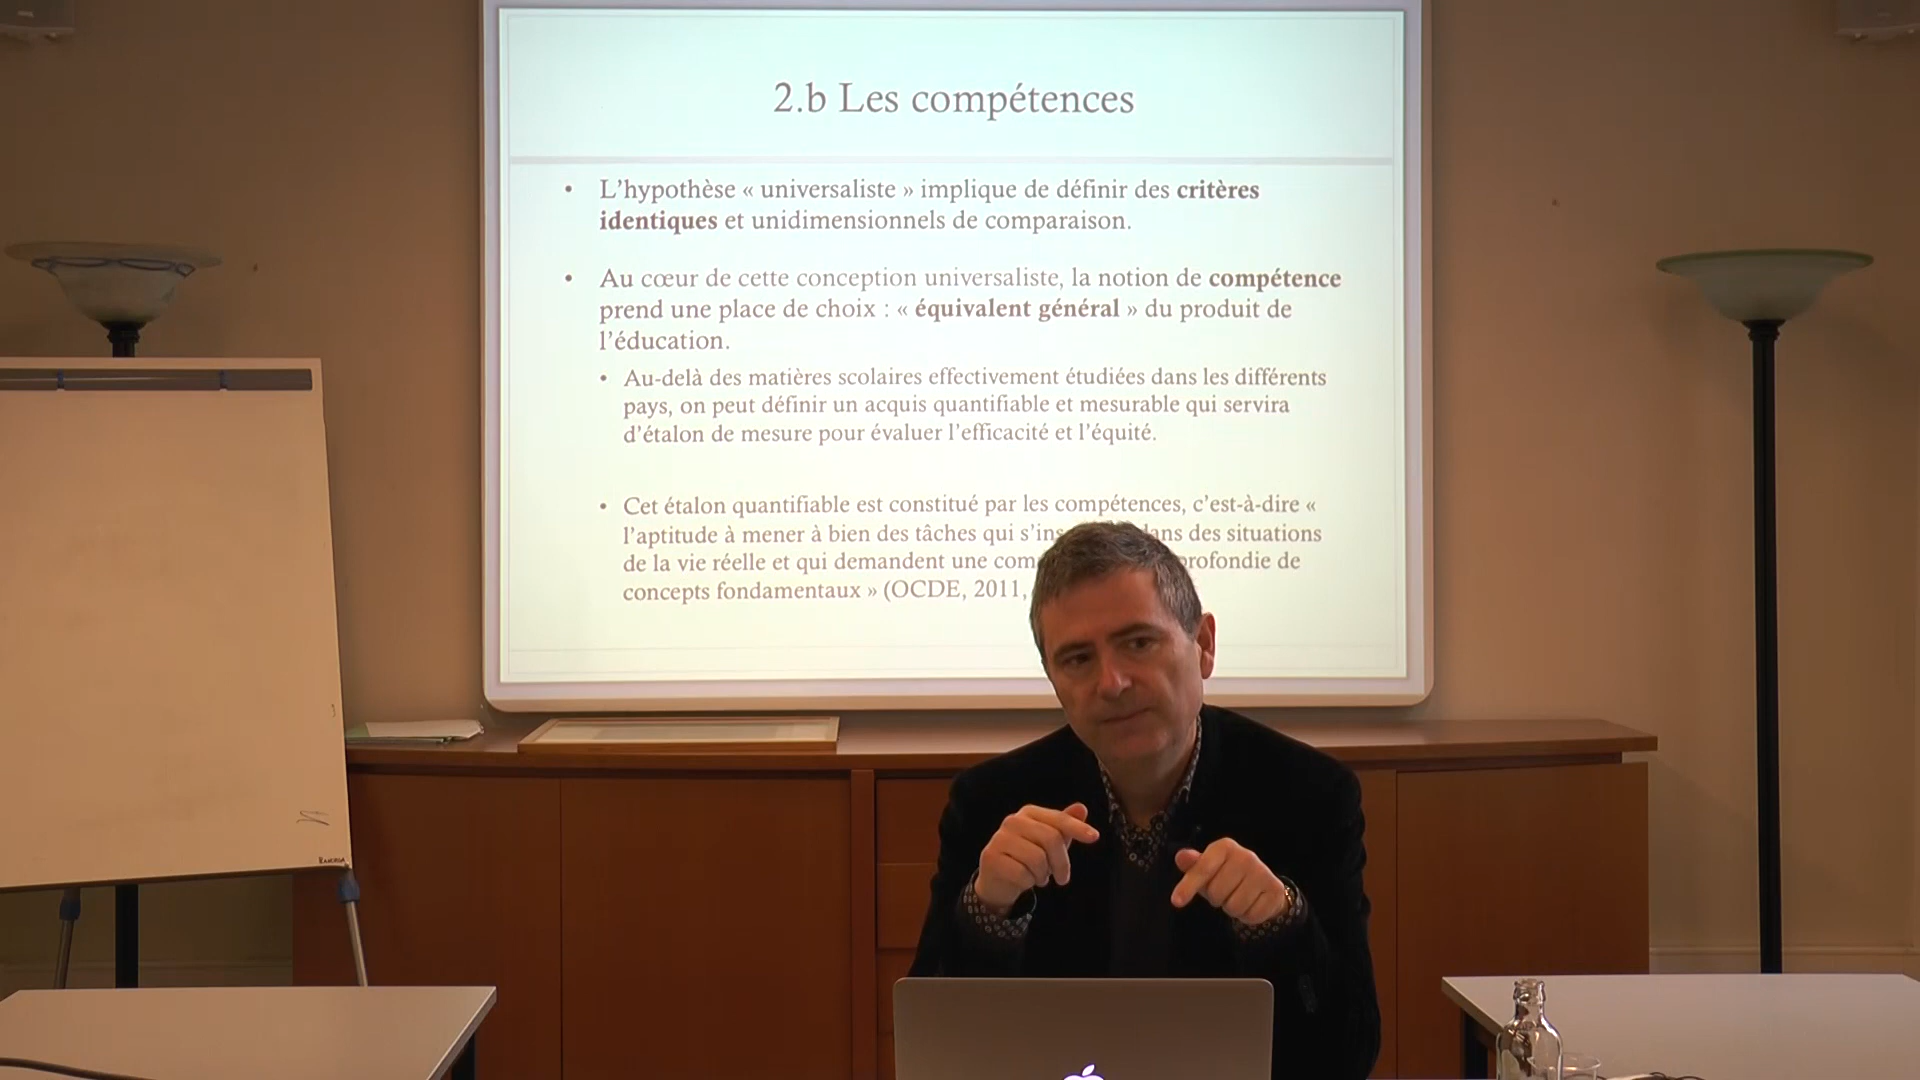 2.b Les compétences
• L'hypothèse « universaliste » implique de définir des critères
identiques et unidimensionnels de comparaison.
• Au cœur de cette conception universaliste, la notion de compétence
prend une place de choix : « équivalent général » du produit de
l'éducation.
• Au-delà des matières scolaires effectivement étudiées dans les différents
pays, on peut définir un acquis quantifiable et mesurable qui servira
d'étalon de mesure pour évaluer l'efficacité et l'équité.
• Cet étalon quantifiable est constitué par les compétences, c'est-à-dire «
l'aptitude à mener à bien des tâches qui des situations
de la vie réelle et qui demandent une de
concepts fondamentaux » (OCDE, 2011,